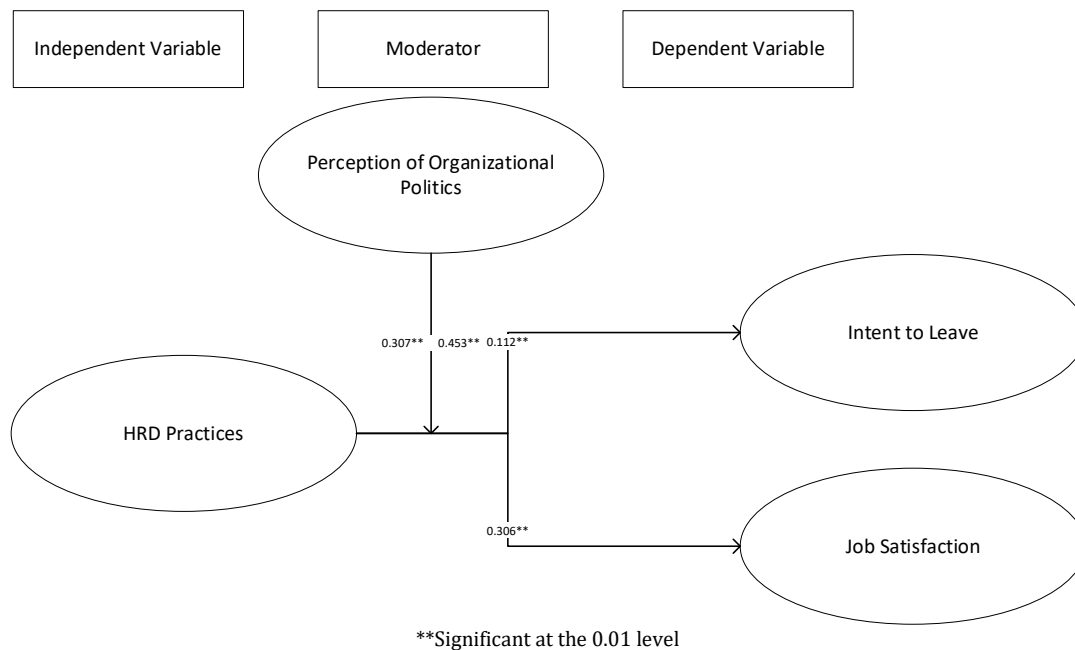 Independent Variable
Moderator
Dependent Variable
Perception of Organizational
Politics
0.307** 0.453** 0.112**
Intent to Leave
HRD Practices
0.306**
Job Satisfaction
**Significant at the 0.01 level